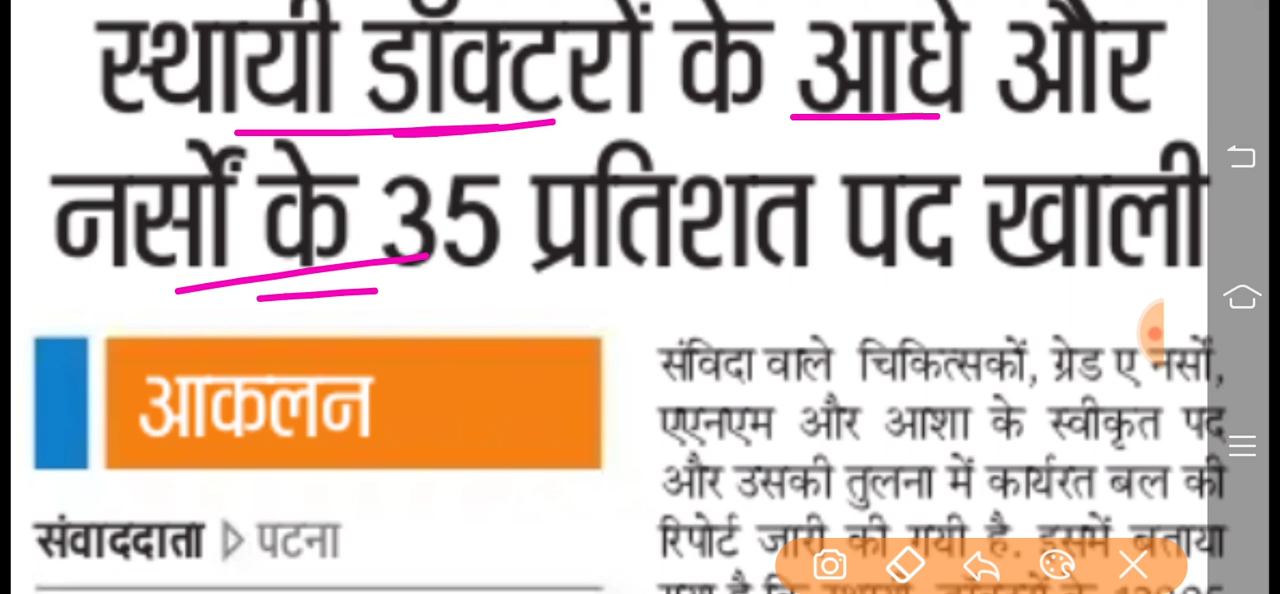 स्थायी डॉक्टरों के आधे और
नर्सों के 35 प्रतिशत पद खाली
आकलन
संवाददाता ▷ पटना
संविदा वाले चिकित्सकों, ग्रेड ए नर्सों,
एएनएम और आशा के स्वीकृत पद
और उसकी तुलना में कार्यरत बल की
रिपोर्ट जारी की गयी है. इसमें बताया